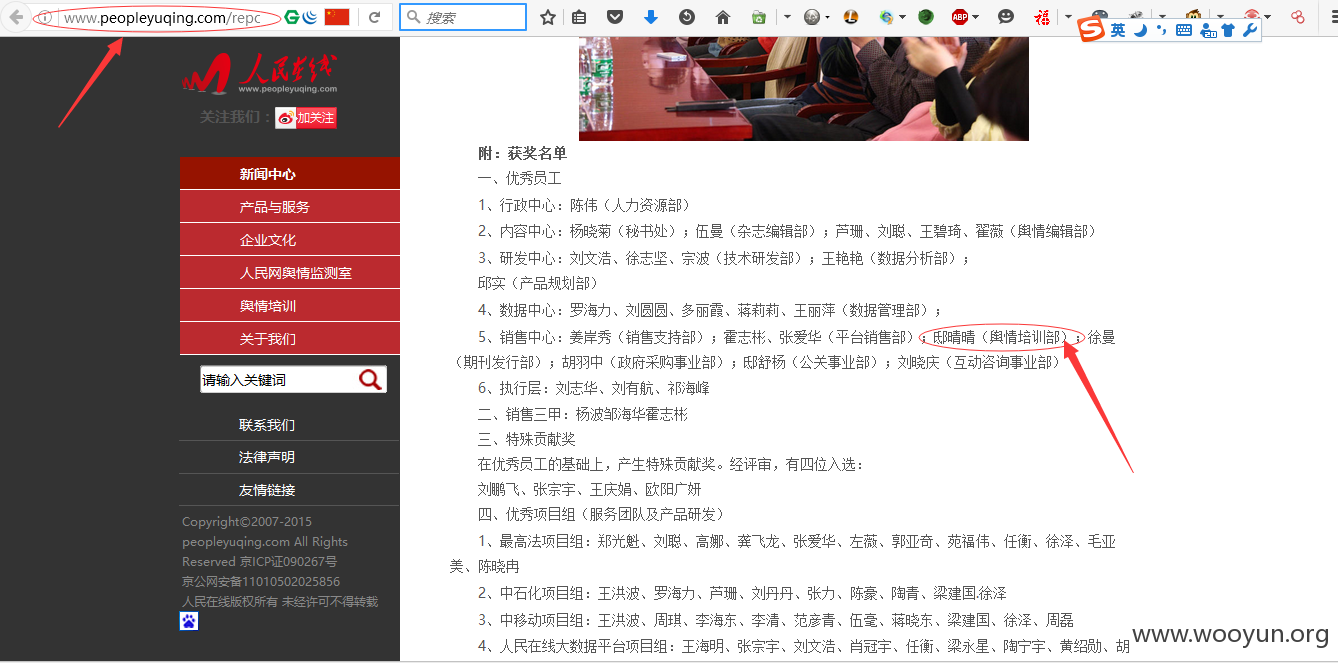 www.peopleyuqing.com/repc
搜索
ABP
福
英
人民在线
www.peopleyuqing.com
关注我们：
加关注
新闻中心
产品与服务
企业文化
人民网舆情监测室
舆情培训
关于我们
请输入关键词
联系我们
法律声明
友情链接
Copyright©2007-2015
peopleyuqing.com All Rights
Reserved 京ICP证090267号
京公网安备11010502025856
人民在线版权所有 未经许可不得转载
附：获奖名单
一、优秀员工
1、行政中心：陈伟（人力资源部）
2、内容中心：杨晓菊（秘书处）；伍曼（杂志编辑部）；芦珊、刘聪、王碧琦、翟薇（舆情编辑部）
3、研发中心：刘文浩、徐志坚、宗波（技术研发部）；王艳艳（数据分析部）；
邱实（产品规划部）
4、数据中心：罗海力、刘圆圆、多丽霞、蒋莉莉、王丽萍（数据管理部）；
5、销售中心：姜岸秀（销售支持部）；霍志彬、张爱华（平台销售部）；邸晴晴（舆情培训部）；徐曼
（期刊发行部）；胡羽中（政府采购事业部）；邸舒杨（公关事业部）；刘晓庆（互动咨询事业部）
6、执行层：刘志华、刘有航、祁海峰
二、销售三甲：杨波邹海华霍志彬
三、特殊贡献奖
在优秀员工的基础上，产生特殊贡献奖。经评审，有四位入选：
刘鹏飞、张宗宇、王庆娟、欧阳广妍
四、优秀项目组（服务团队及产品研发）
1、最高法项目组：郑光魁、刘聪、高娜、龚飞龙、张爱华、左薇、郭亚奇、苑福伟、任衡、徐泽、毛亚
美、陈晓冉
2、中石化项目组：王洪波、罗海力、芦珊、刘丹丹、张力、陈豪、陶青、梁建国.徐泽
3、中移动项目组：王洪波、周琪、李海东、李清、范彦青、伍毫、蒋晓东、梁建国、徐泽、周磊
4、人民在线大数据平台项目组：王海明、张宗宇、刘文浩、肖冠宇、任衡、梁永星、陶宁宇、黄绍勋、胡
www.wooyun.org